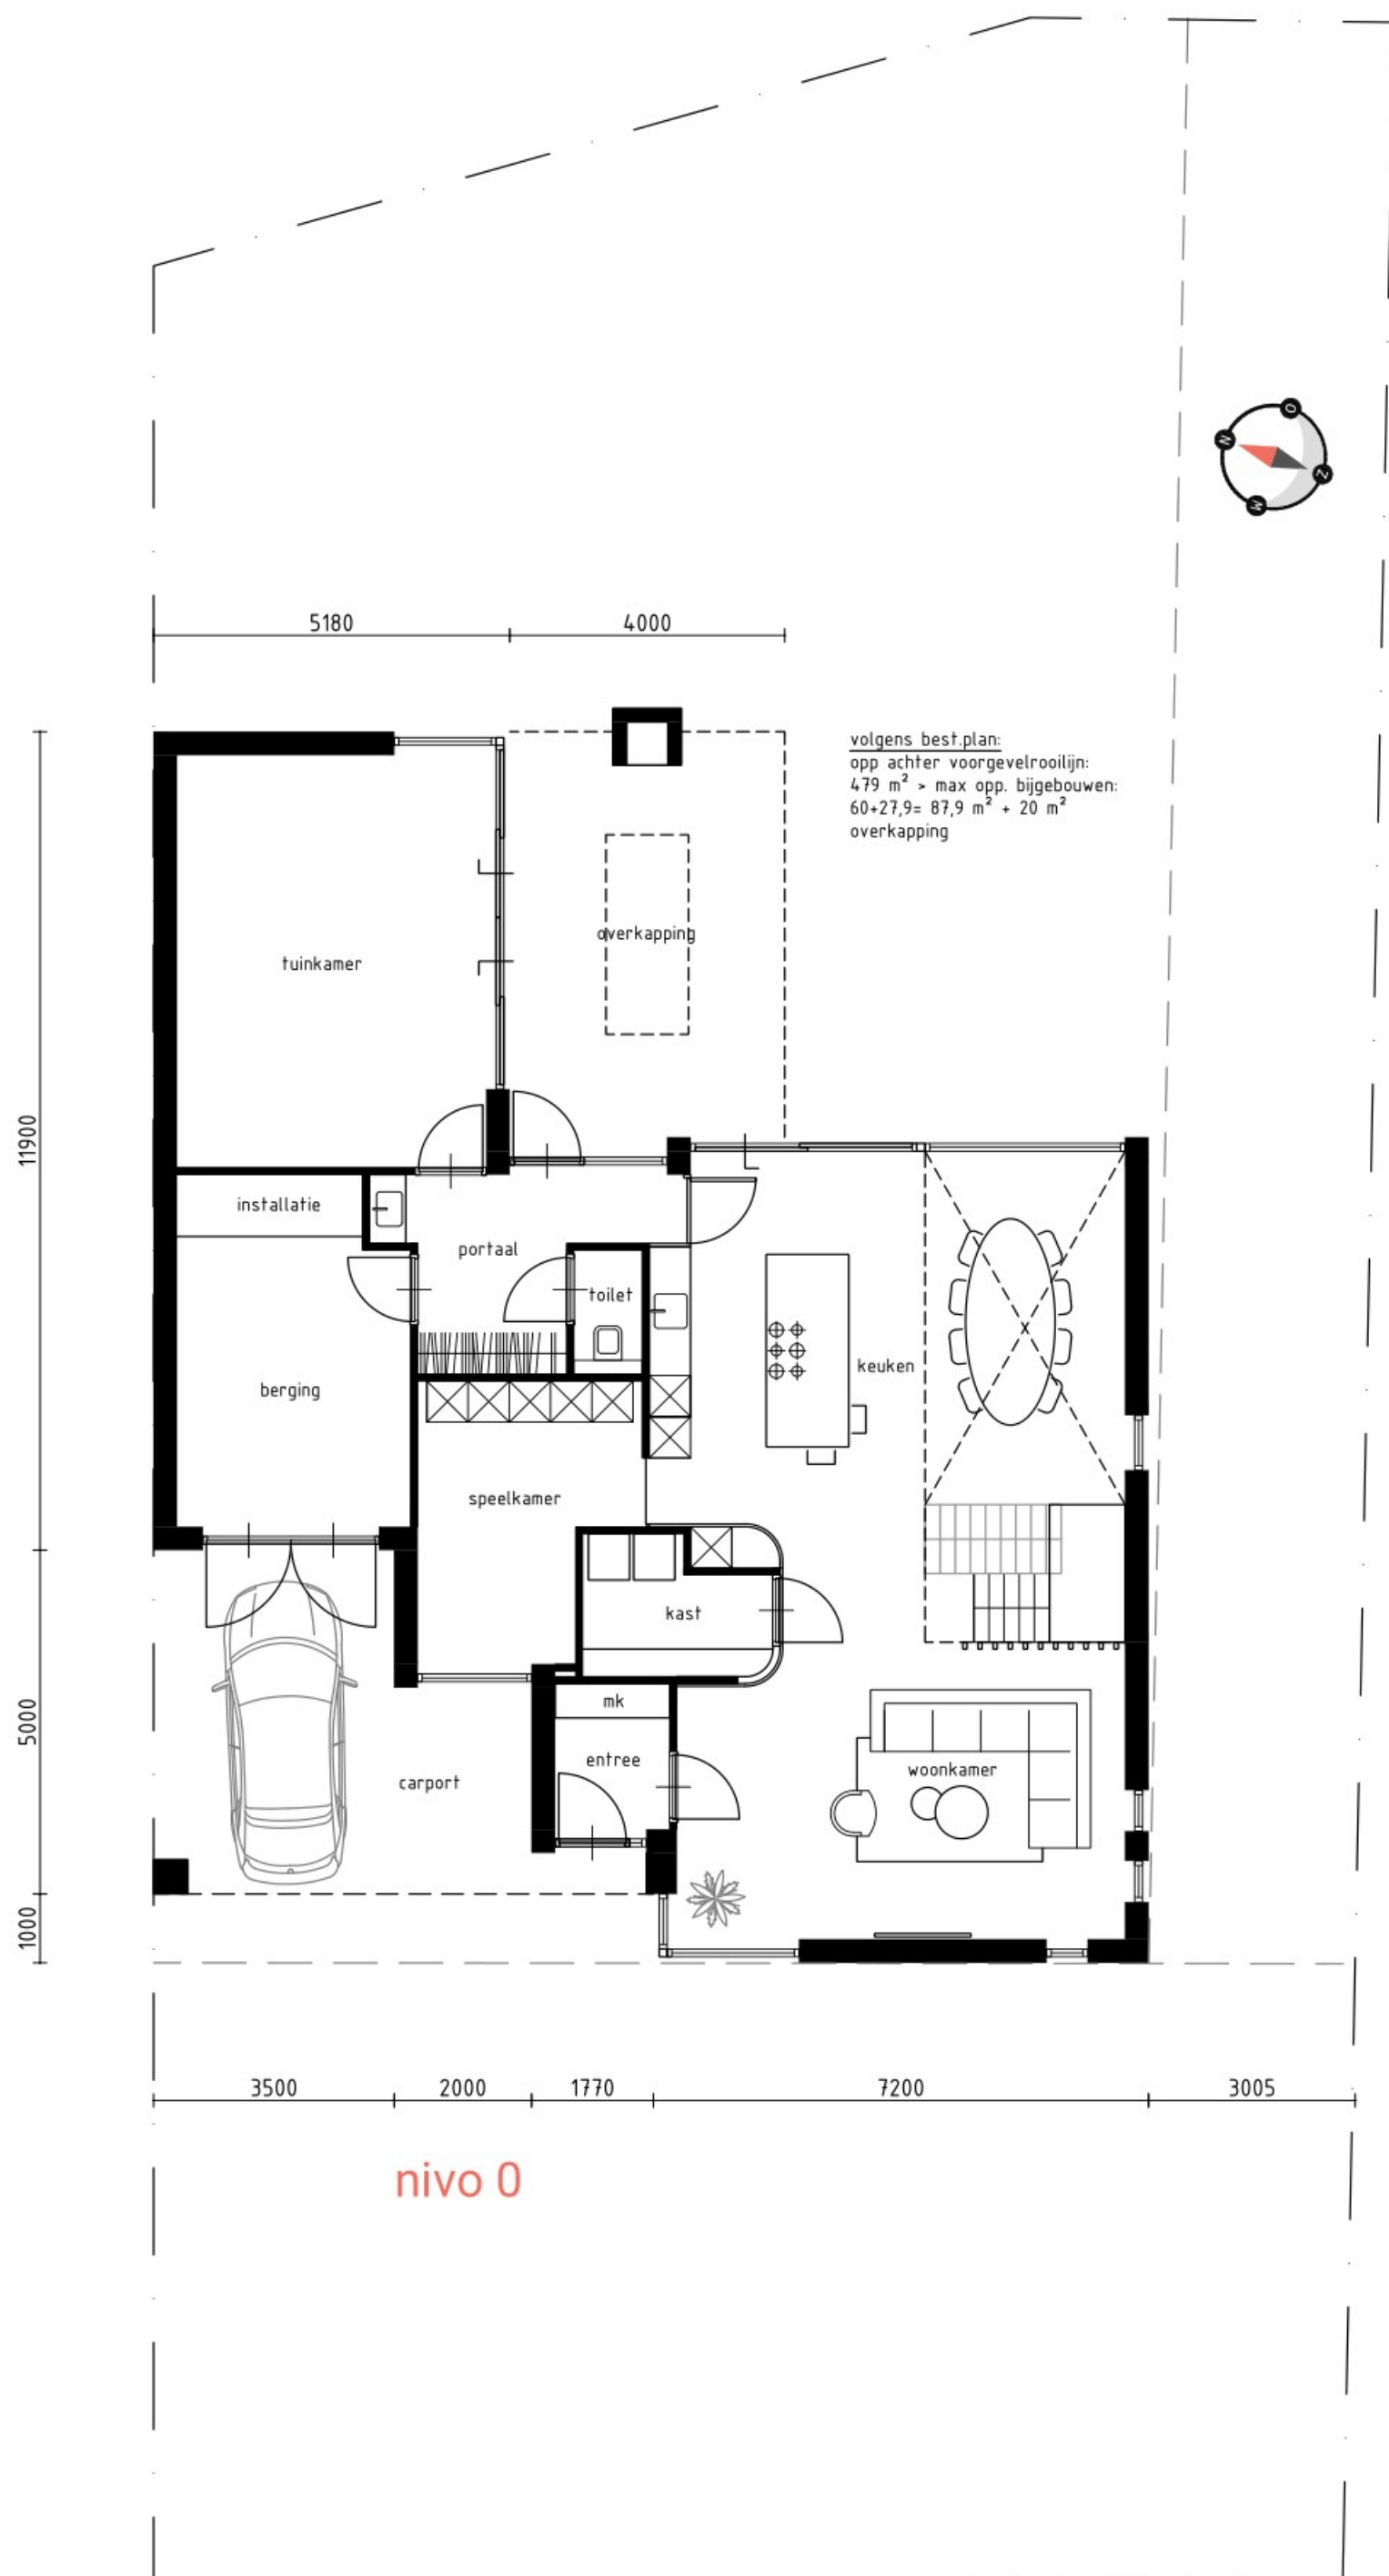 O
N
Z
W
5180
4000
volgens best.plan:
opp achter voorgevelrooilijn:
479 m² > max opp. bijgebouwen:
60+27,9= 87,9 m² + 20 m²
overkapping
overkapping
tuinkamer
11900
installatie
portaal
toilet
keuken
berging
speelkamer
kast
mk
5000
entree
woonkamer
carport
1000
3500
2000
1770
7200
3005
nivo 0